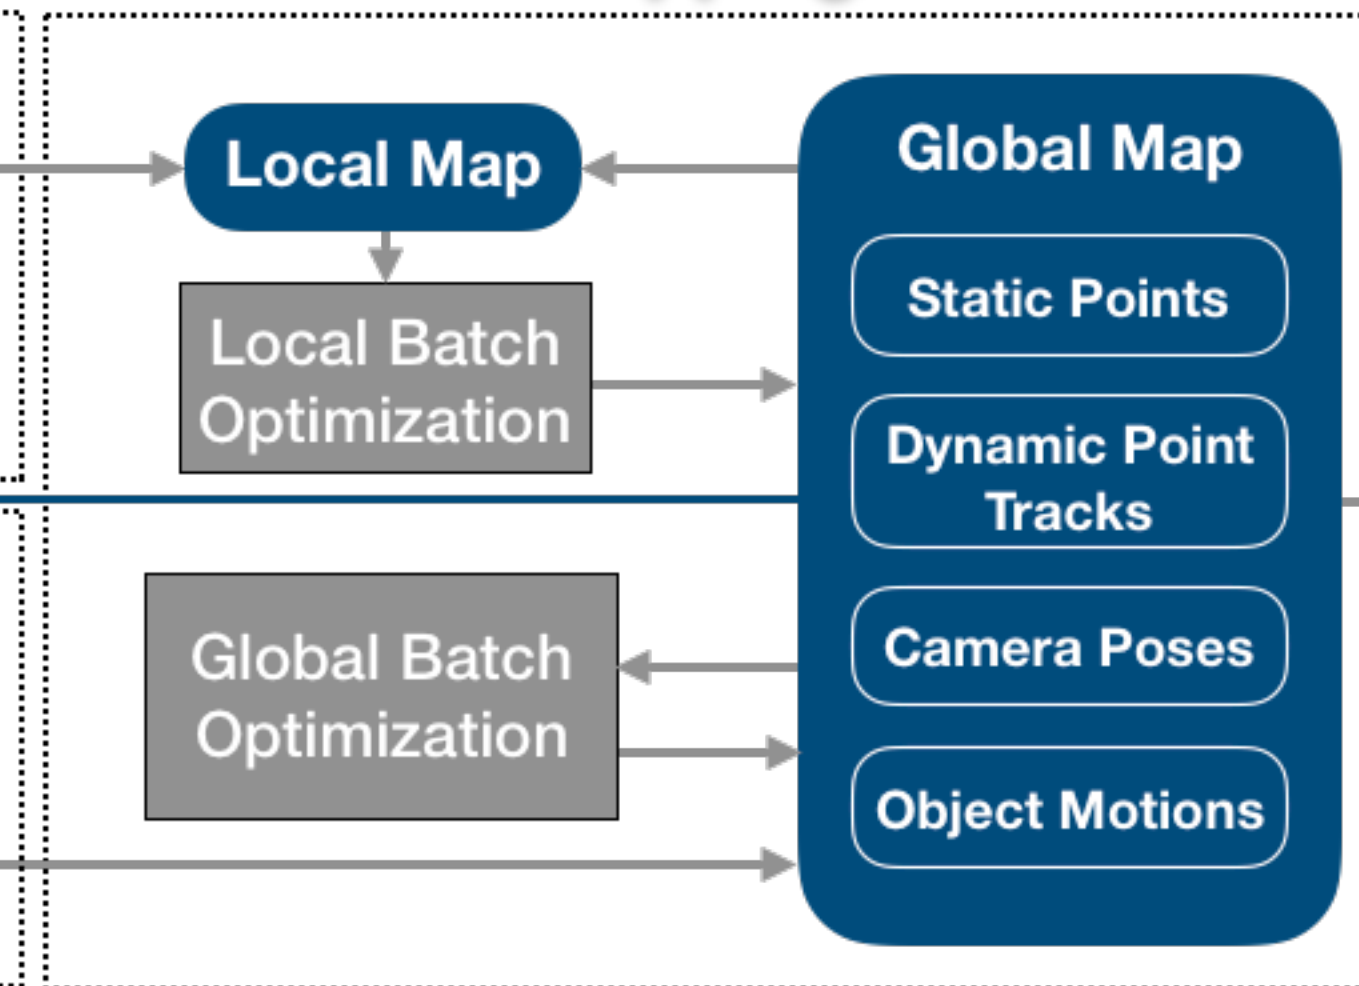 Local Map
Global Map
Static Points
Local Batch
Optimization
Dynamic Point
Tracks
Global Batch
Optimization
Camera Poses
Object Motions